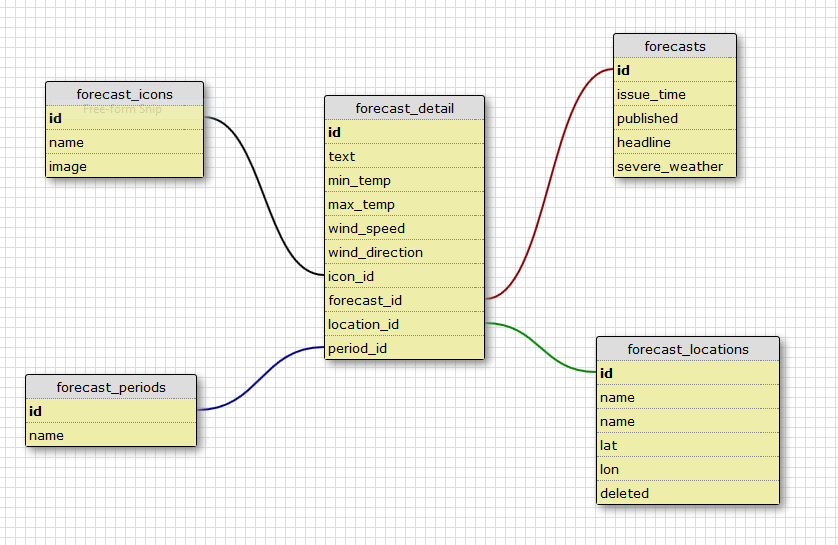 forecast_icons
Free-form Snip
id
name
image
forecast_detail
id
text
min_temp
max_temp
wind_speed
wind_direction
icon_id
forecast_id
location_id
period_id
forecasts
id
issue_time
published
headline
severe_weather
forecast_periods
id
name
forecast_locations
id
name
name
lat
lon
deleted